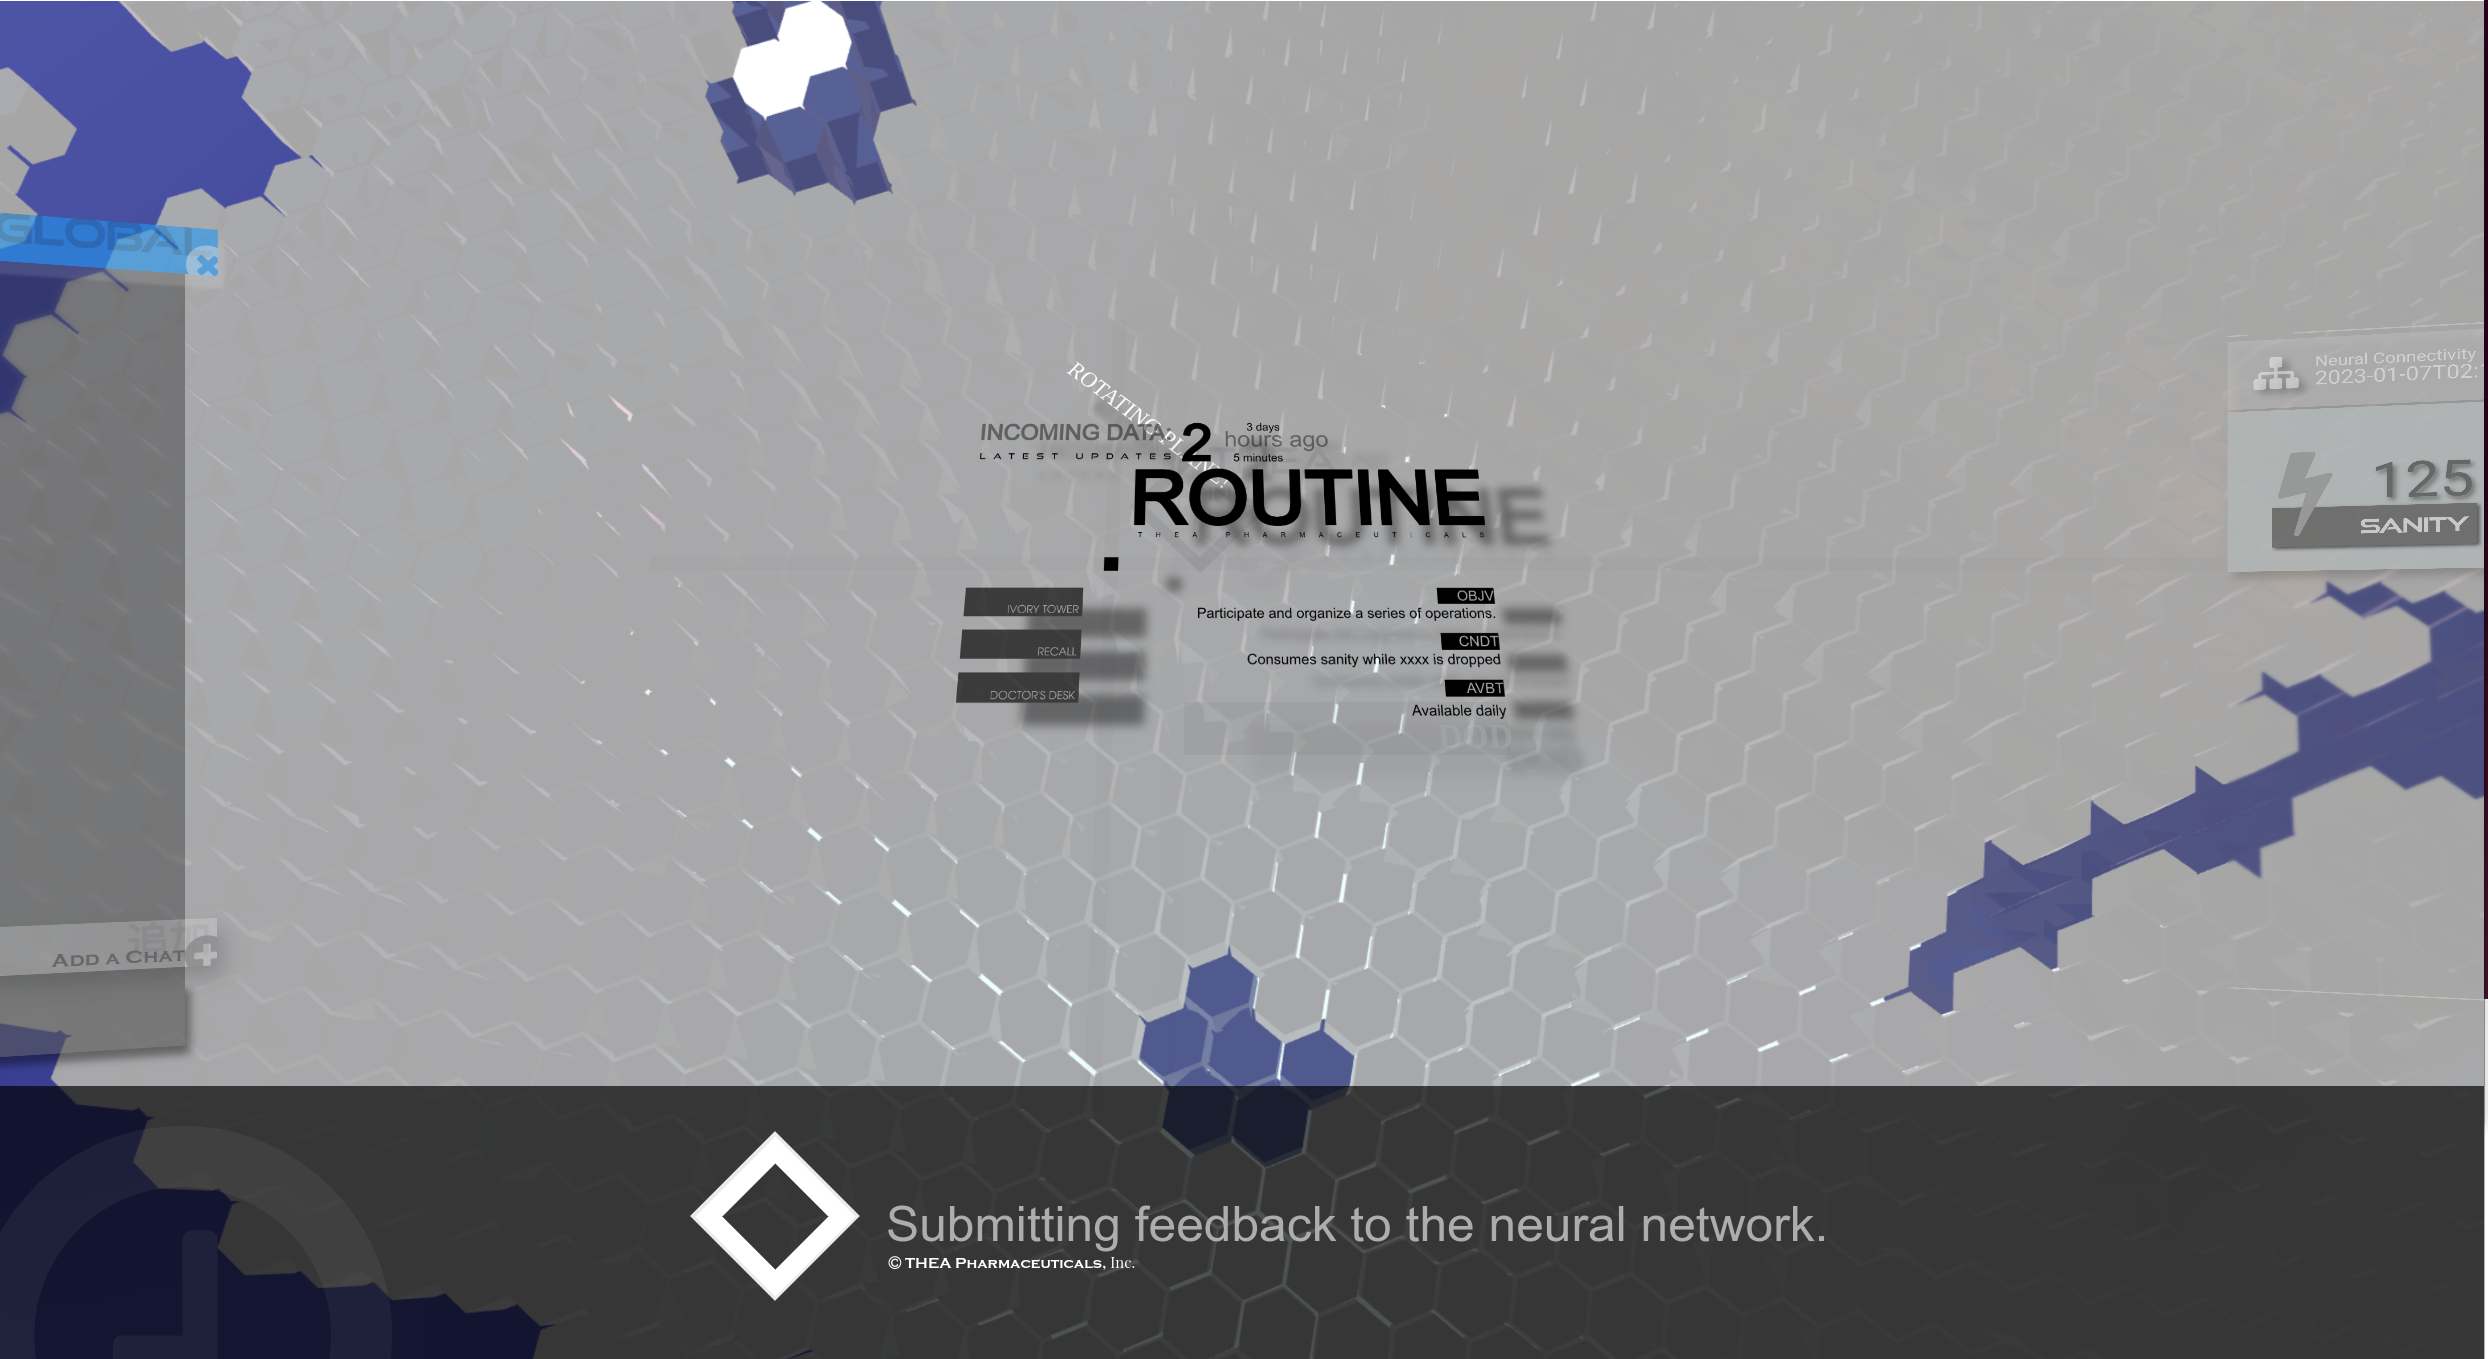 GLOBAL
Neural Connectivity
2023-01-07T02:
125
SANITY
ROTATING PLANE.
INCOMING DATA:
LATEST UPDATES
2
3 days
hours ago
5 minutes
ROUTINE
THEA PHARMACEUTICALS
IVORY TOWER
RECALL
DOCTOR'S DESK
OBJV
Participate and organize a series of operations.
CNDT
Consumes sanity while xxxx is dropped
AVBT
Available daily
DOD
追加
ADD A CHAT
Submitting feedback to the neural network.
© THEA PHARMACEUTICALS, Inc.